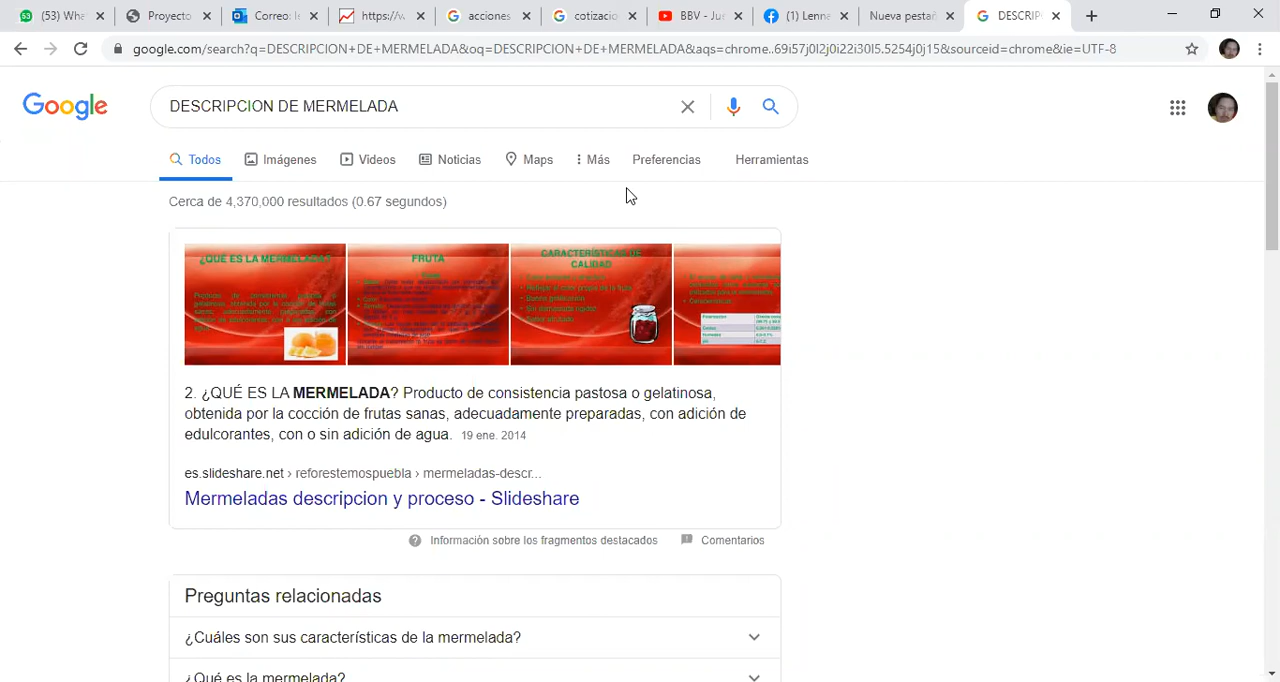 (53) Wha
Proyecto
Correo: Is
https://v
acciones
cotizacio
BBV - Jue
(1) Lenna
Nueva pestañ
DESCRIPC
google.com/search?q=DESCRIPCION+DE+MERMELADA&oq=DESCRIPCION+DE+MERMELADA&aqs=chrome..69i57j0l2j0i22i30l5.5254j0j15&sourceid=chrome&ie=UTF-8
Google
DESCRIPCION DE MERMELADA
Todos
Imágenes
Videos
Noticias
Maps
Más
Preferencias
Herramientas
Cerca de 4,370,000 resultados (0.67 segundos)
¿QUÉ ES LA MERMELADA?
FRUTA
CARACTERÍSTICAS DE
CALIDAD
2. ¿QUÉ ES LA MERMELADA? Producto de consistencia pastosa o gelatinosa,
obtenida por la cocción de frutas sanas, adecuadamente preparadas, con adición de
edulcorantes, con o sin adición de agua. 19 ene. 2014
es.slideshare.net › reforestemospuebla › mermeladas-descr...
Mermeladas descripcion y proceso - Slideshare
Información sobre los fragmentos destacados
Comentarios
Preguntas relacionadas
¿Cuáles son sus características de la mermelada?
¿Qué es la mermelada?